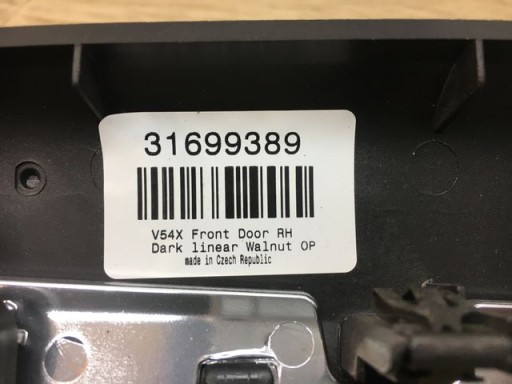 31699389
V54X Front Door RH
Dark linear Walnut OP
made in Czech Republic